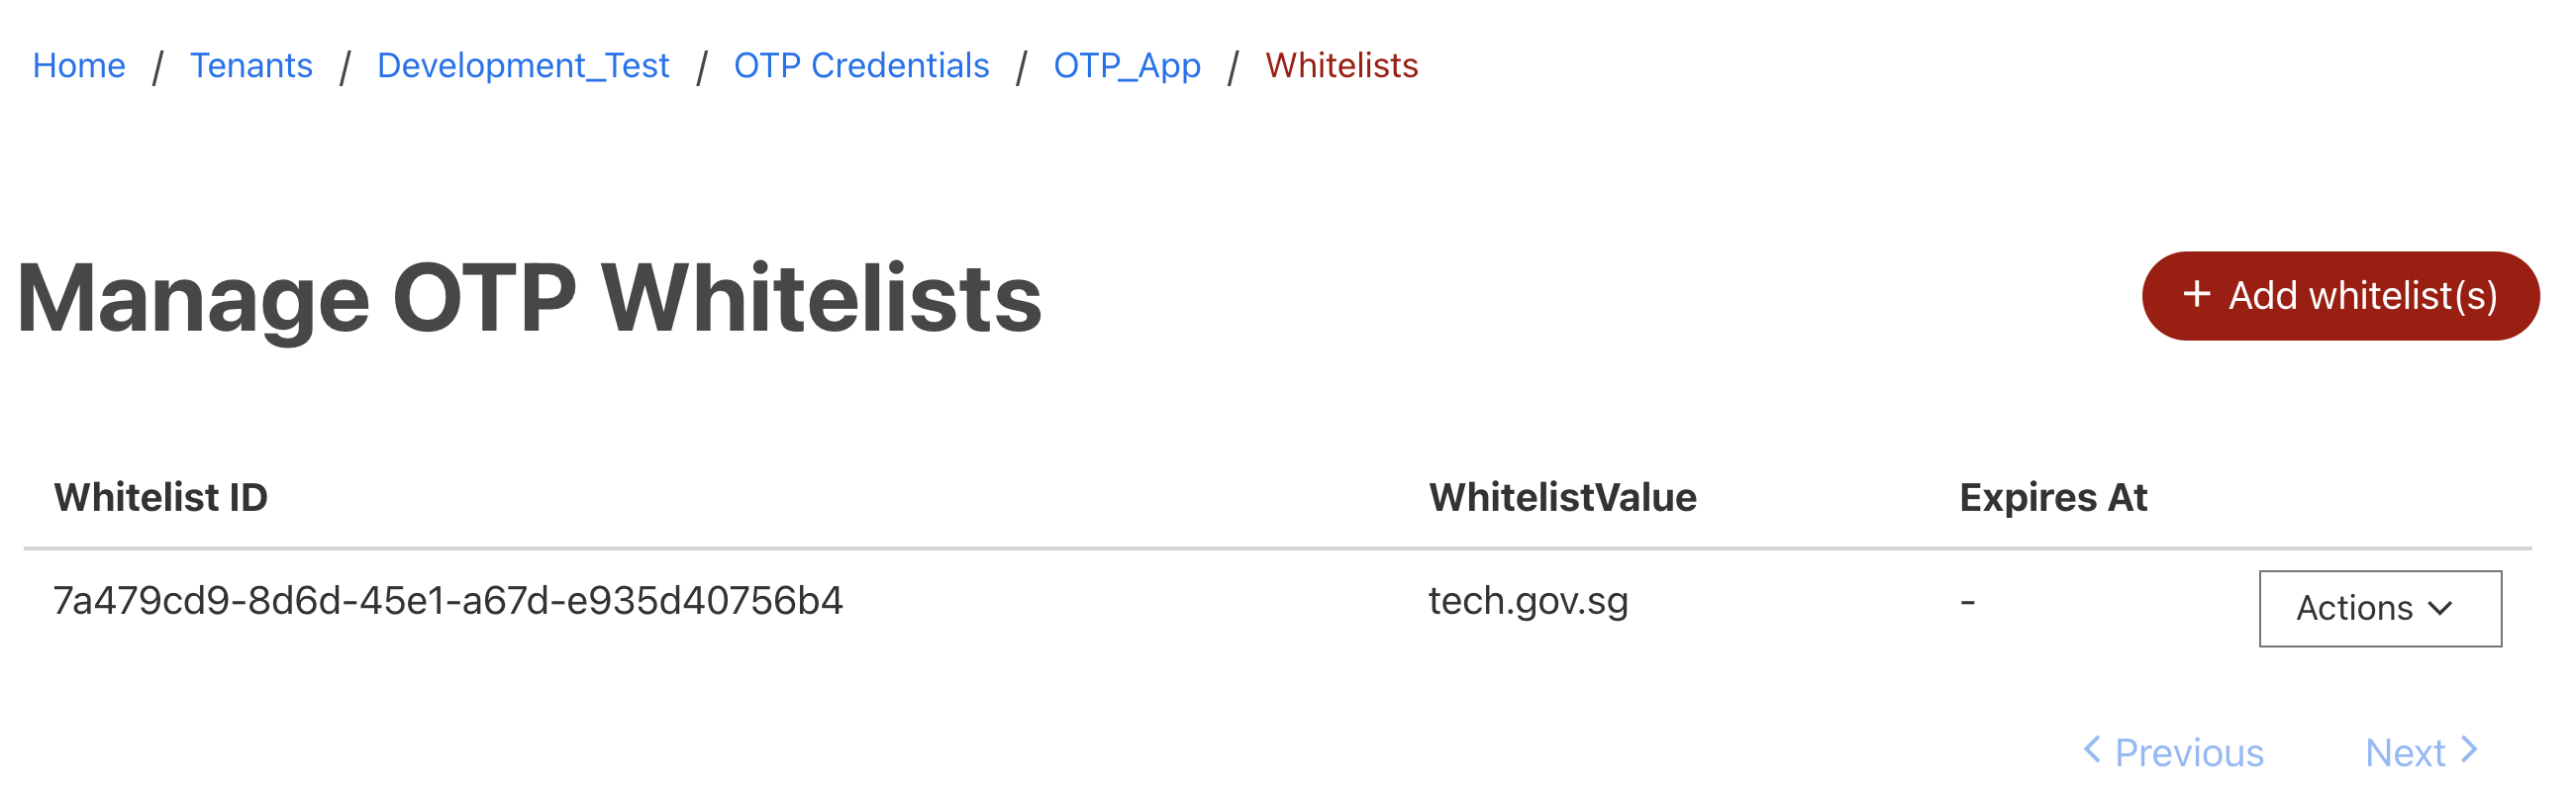 Home / Tenants / Development_Test / OTP Credentials / OTP_App / Whitelists
Manage OTP Whitelists
+ Add whitelist(s)
Whitelist ID WhitelistValue Expires At
7a479cd9-8d6d-45e1-a67d-e935d40756b4 tech.gov.sg - Actions
Previous Next